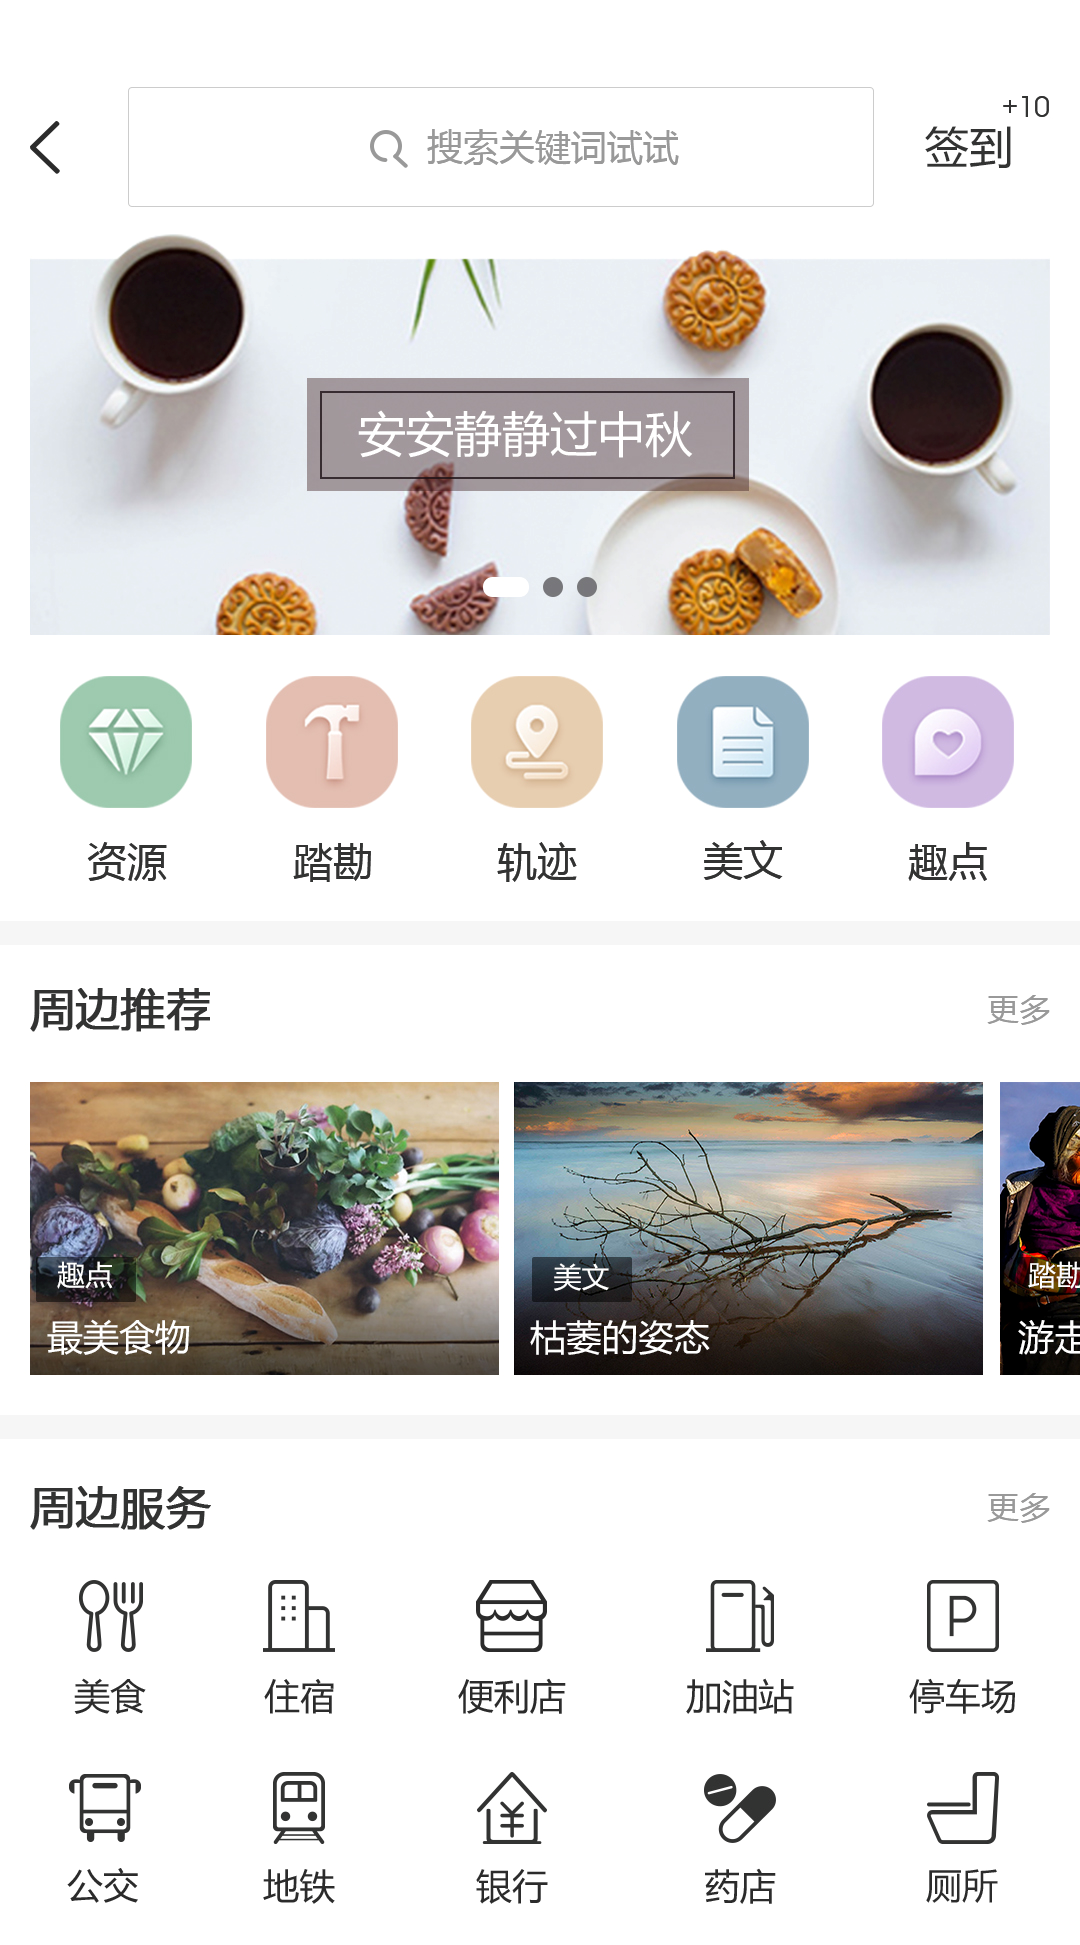 +10
搜索关键词试试
签到
安安静静过中秋
资源
踏勘
轨迹
美文
趣点
周边推荐
更多
趣点
最美食物
美文
枯萎的姿态
踏勘
游走
周边服务
更多
美食
住宿
便利店
P
加油站
停车场
公交
地铁
银行
药店
厕所